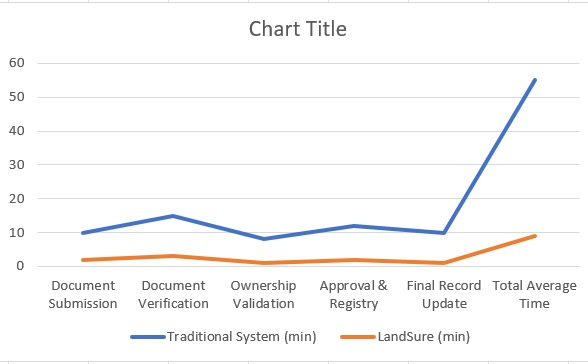 Chart Title
60
50
40
30
20
10
0
Document Submission
Document Verification
Ownership Validation
Approval & Registry
Final Record Update
Total Average Time
Traditional System (min)
LandSure (min)